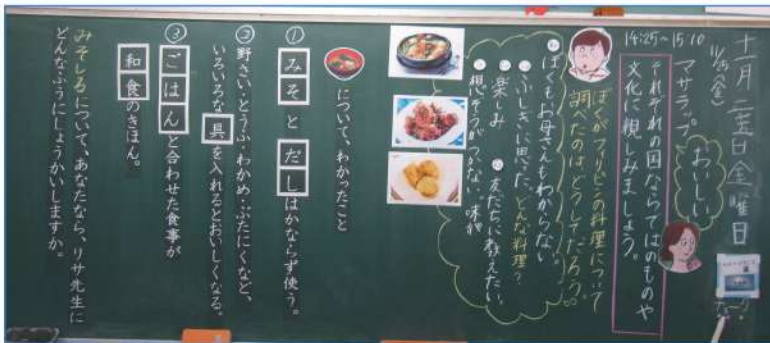 十一月二五日金曜日
11/25(金)
14:25～15:10
マサラップ
おいしい
それぞれの国ならではのものや
文化に親しみましょう。
ぼくがフィリピンの料理について
調べたのは、どうしてだろう。
ぼくもお母さんもわからない。
ふしぎに思った。どんな料理？
楽しみ
友だちに教えたい。
想ぞうがつかない。味も
について、わかったこと
① みそ と だし はかならず使う。
② 野さい・とうふ・わかめ・ぶたにくなど、
いろいろな 具 を入れるとおいしくなる。
③ ごはん と合わせた食事が
和食 のきほん。
みそしるについて、あなたなら、リサ先生に
どんなふうにしょうかいしますか。